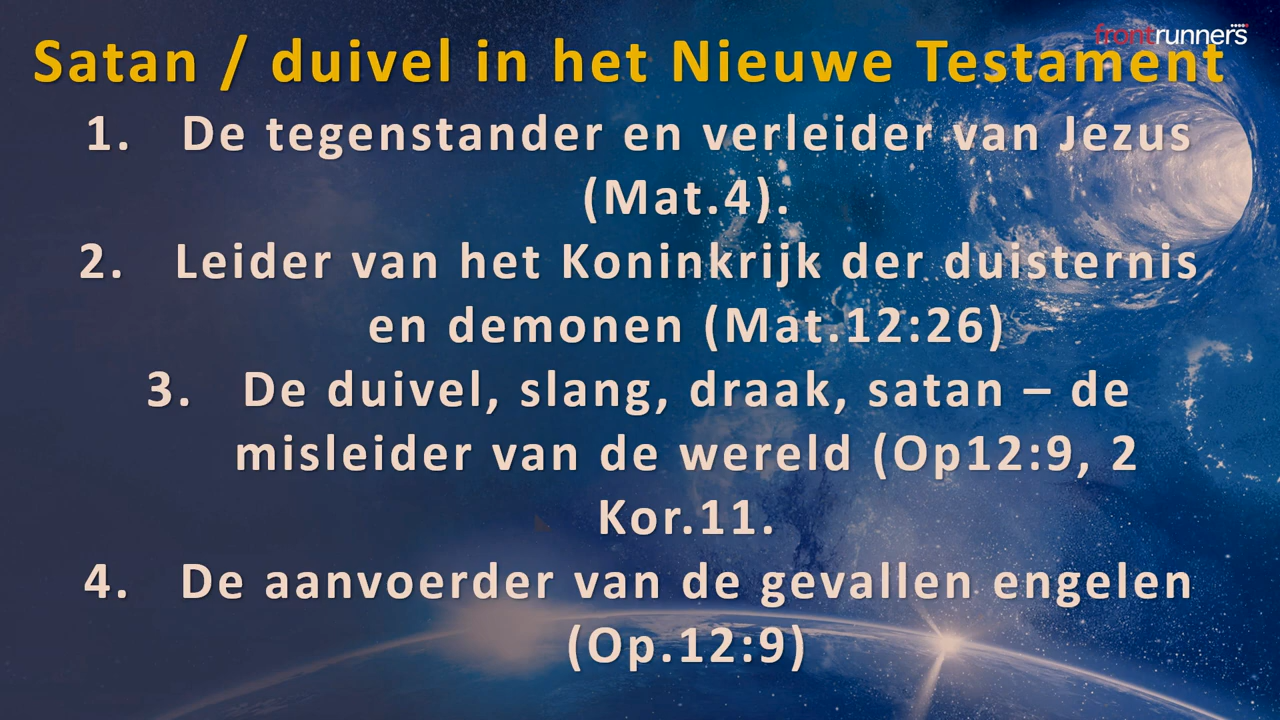 frontrunners
Satan / duivel in het Nieuwe Testament
1. De tegenstander en verleider van Jezus
(Mat.4).
2. Leider van het Koninkrijk der duisternis
en demonen (Mat.12:26)
3. De duivel, slang, draak, satan – de
misleider van de wereld (Op12:9, 2
Kor.11.
4. De aanvoerder van de gevallen engelen
(Op.12:9)